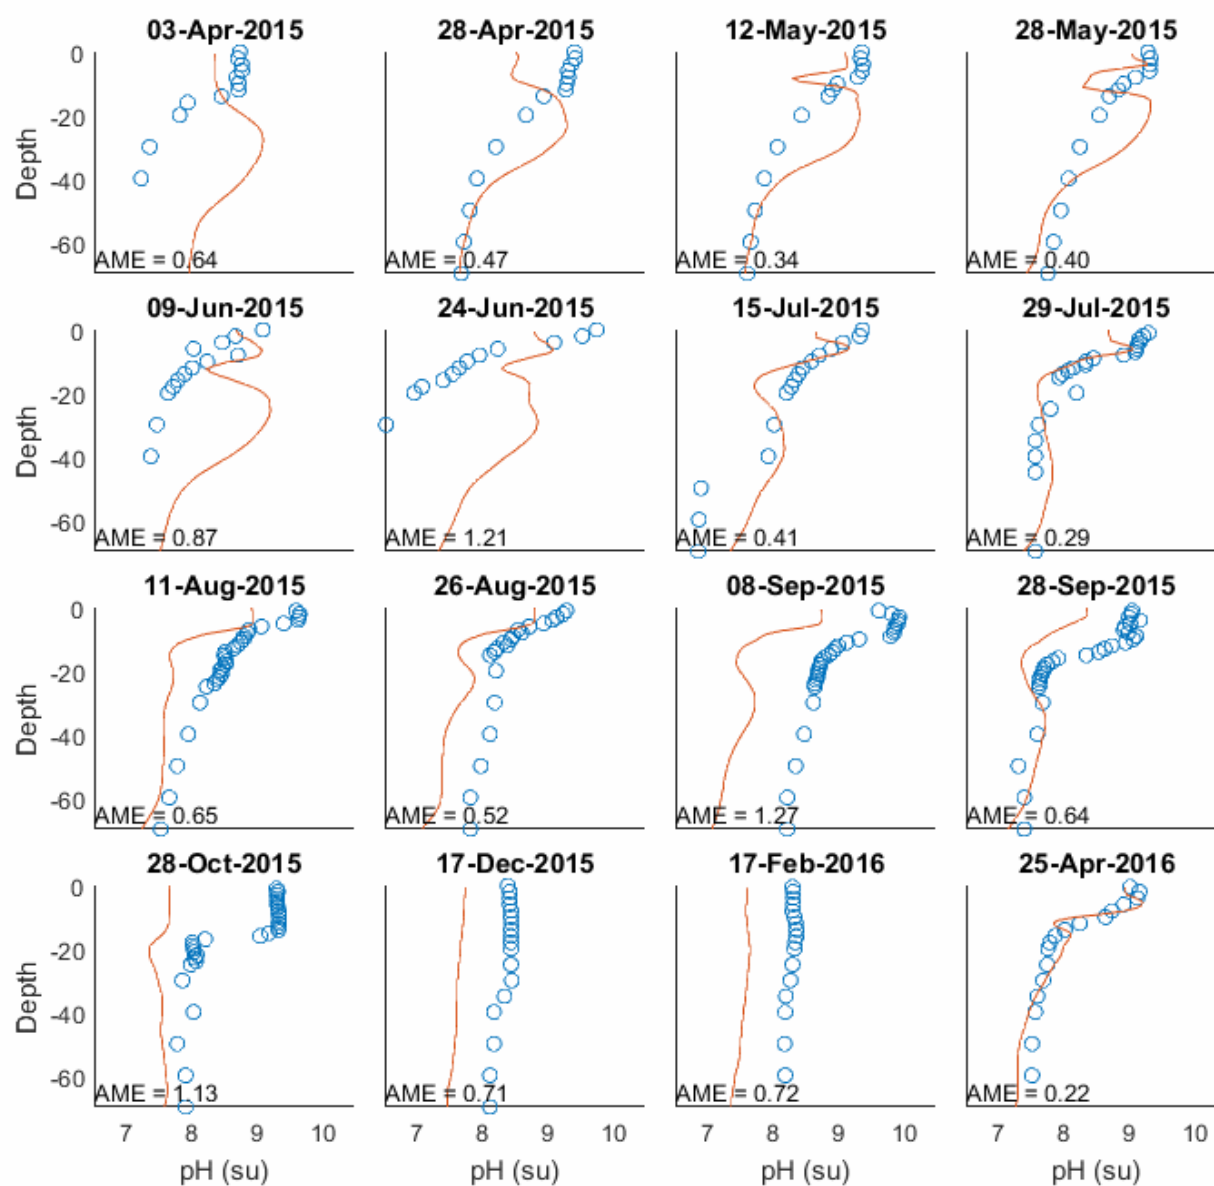 03-Apr-2015
28-Apr-2015
12-May-2015
28-May-2015
0
-20
-40
-60
Depth
AME = 0.64
AME = 0.47
AME = 0.34
AME = 0.40
09-Jun-2015
24-Jun-2015
15-Jul-2015
29-Jul-2015
0
-20
-40
-60
Depth
AME = 0.87
AME = 1.21
AME = 0.41
AME = 0.29
11-Aug-2015
26-Aug-2015
08-Sep-2015
28-Sep-2015
0
-20
-40
-60
Depth
AME = 0.65
AME = 0.52
AME = 1.27
AME = 0.64
28-Oct-2015
17-Dec-2015
17-Feb-2016
25-Apr-2016
0
-20
-40
-60
Depth
AME = 1.13
AME = 0.71
AME = 0.72
AME = 0.22
7 8 9 10
7 8 9 10
7 8 9 10
7 8 9 10
pH (su)
pH (su)
pH (su)
pH (su)